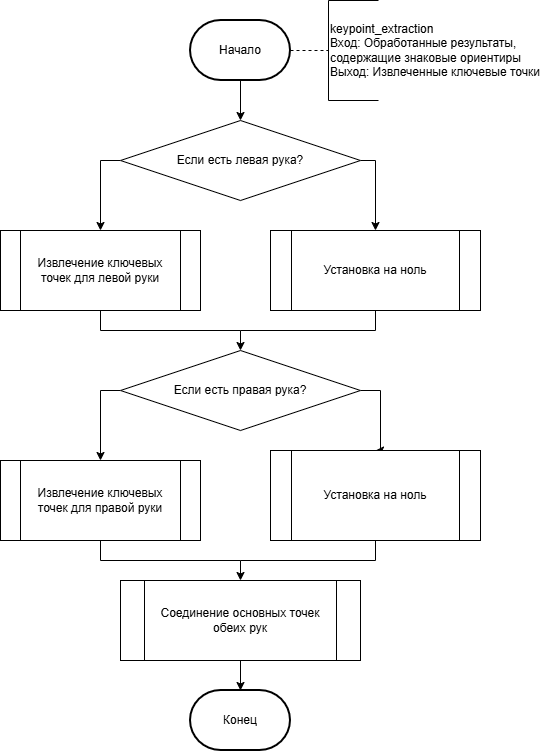 Начало
keypoint_extraction
Вход: Обработанные результаты,
содержащие знаковые ориентиры
Выход: Извлеченные ключевые точки
Если есть левая рука?
Извлечение ключевых
точек для левой руки
Установка на ноль
Если есть правая рука?
Извлечение ключевых
точек для правой руки
Установка на ноль
Соединение основных точек
обеих рук
Конец